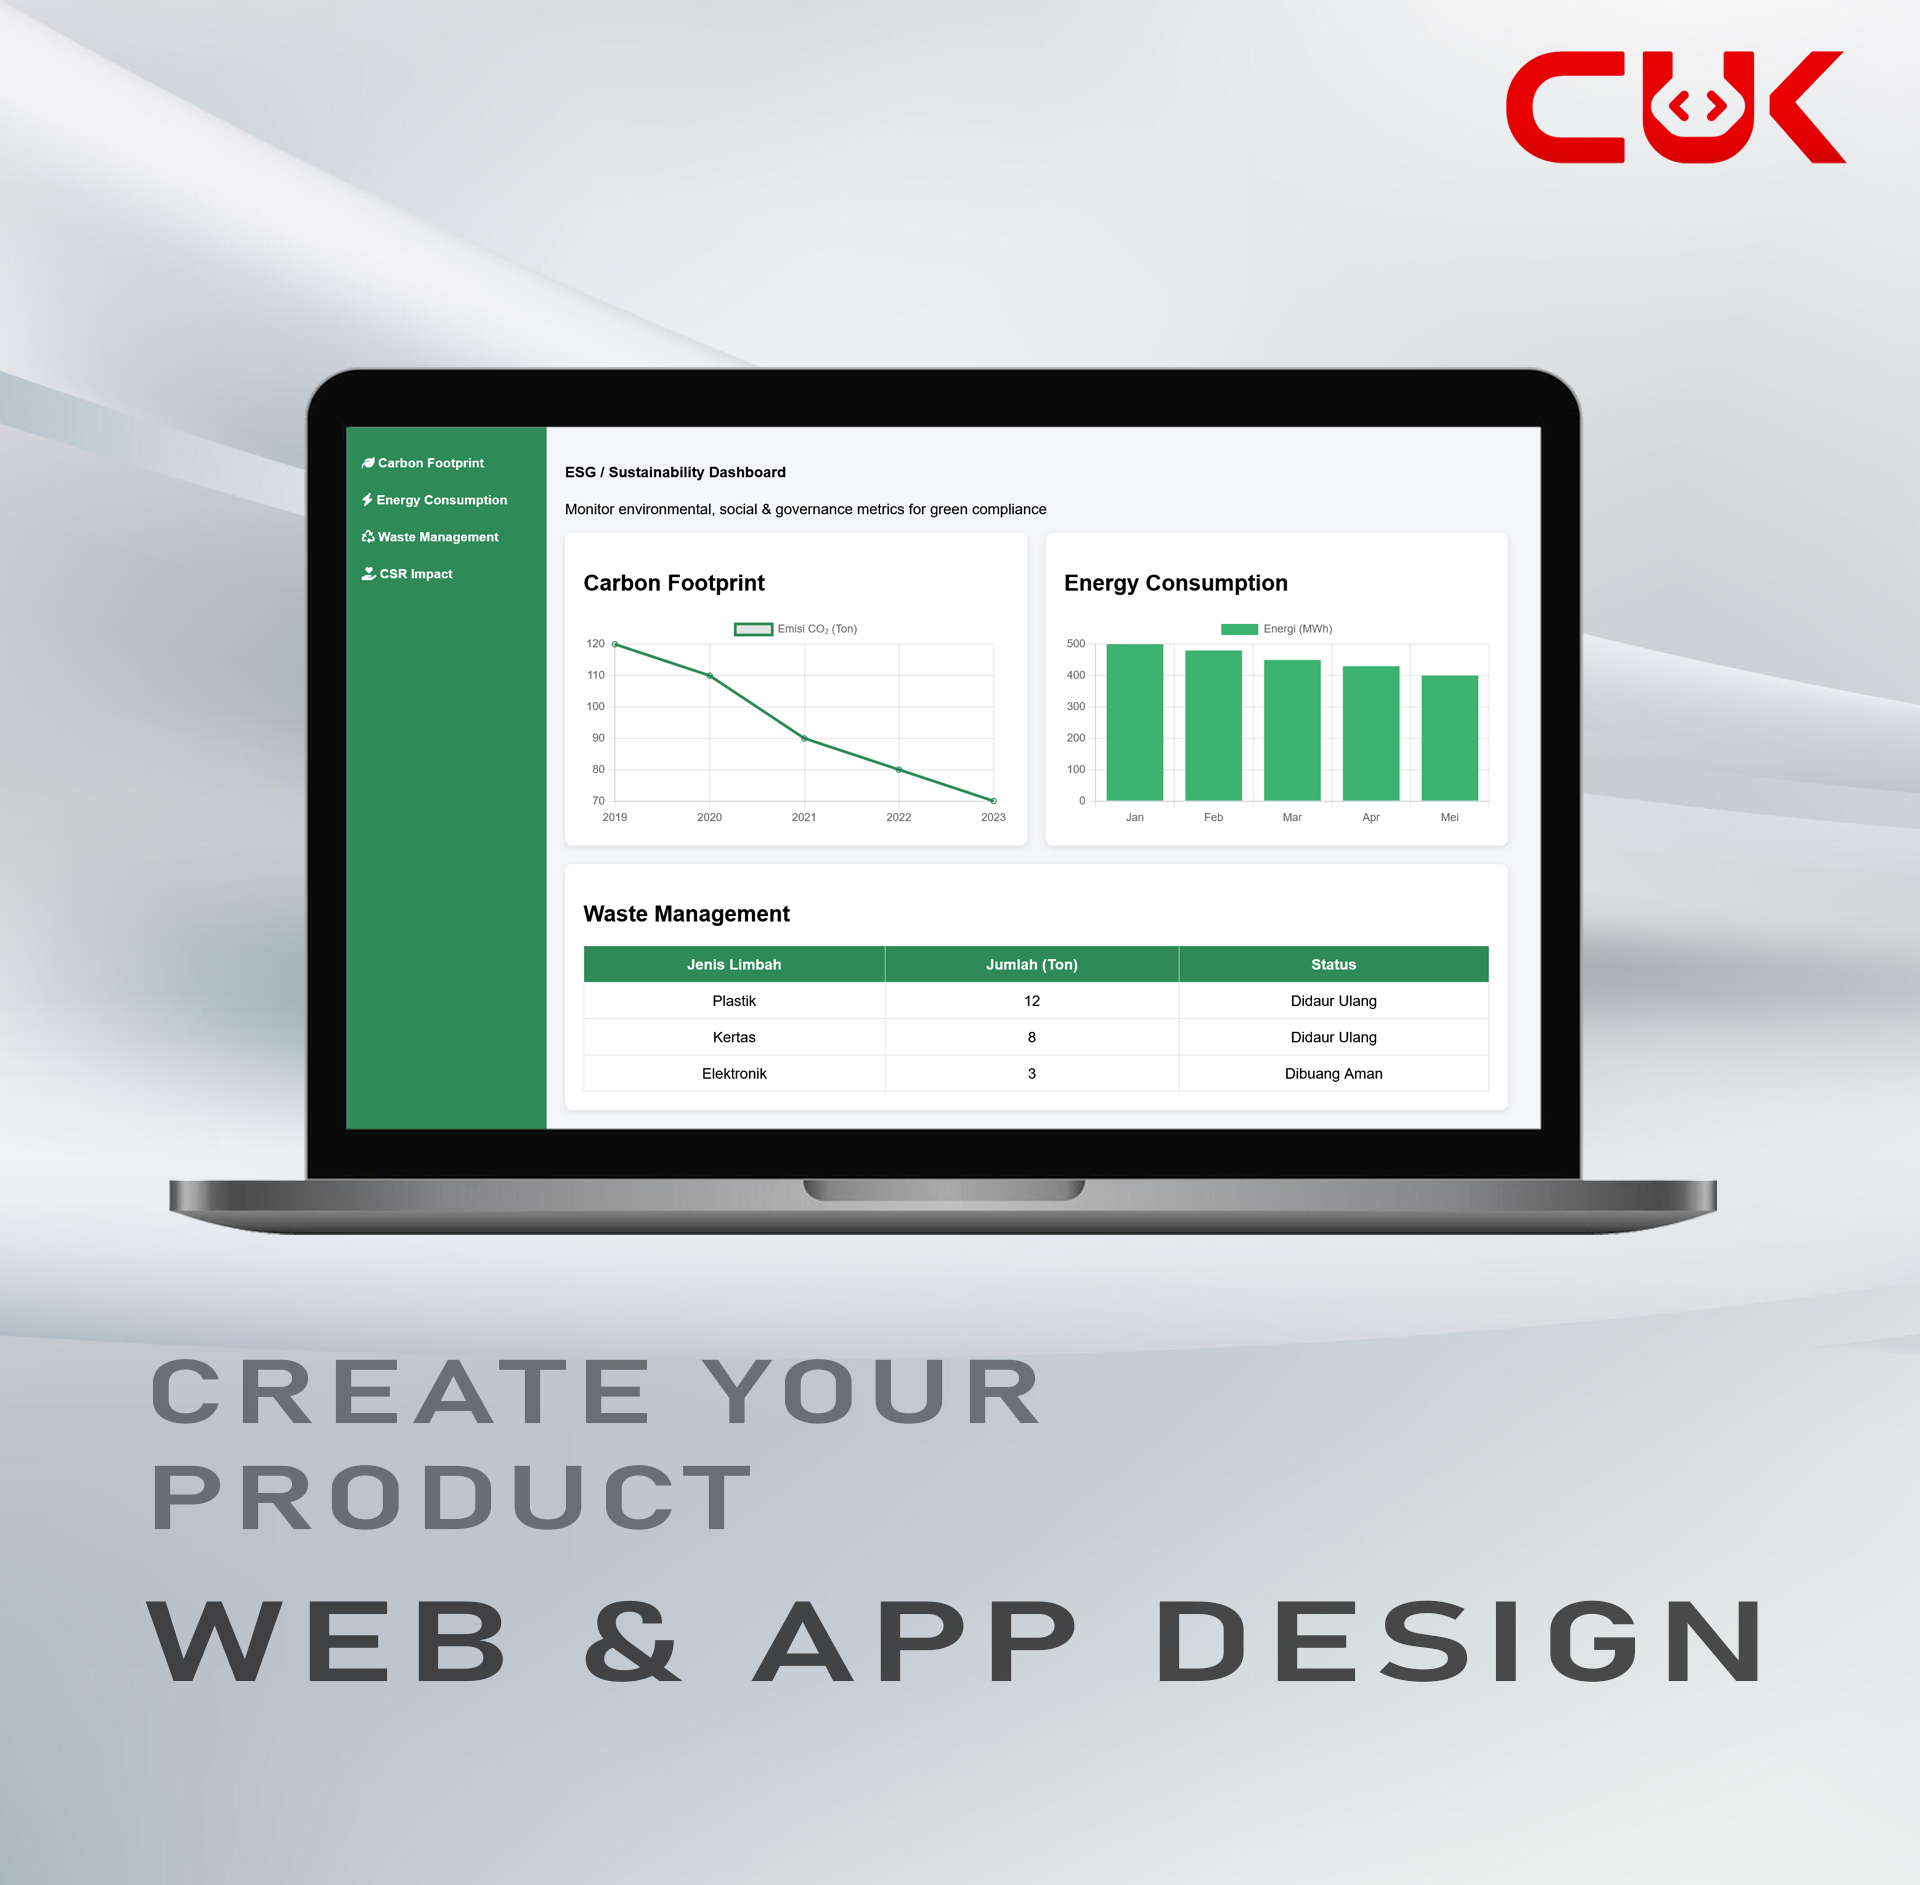 CUK
Carbon Footprint
Energy Consumption
Waste Management
CSR Impact
ESG / Sustainability Dashboard
Monitor environmental, social & governance metrics for green compliance
Carbon Footprint
Emisi CO₂ (Ton)
120
110
100
90
80
70
2019 2020 2021 2022 2023
Energy Consumption
Energi (MWh)
500
400
300
200
100
0
Jan Feb Mar Apr Mei
Waste Management
Jenis Limbah Jumlah (Ton) Status
Plastik 12 Didaur Ulang
Kertas 8 Didaur Ulang
Elektronik 3 Dibuang Aman
CREATE YOUR
PRODUCT
WEB & APP DESIGN